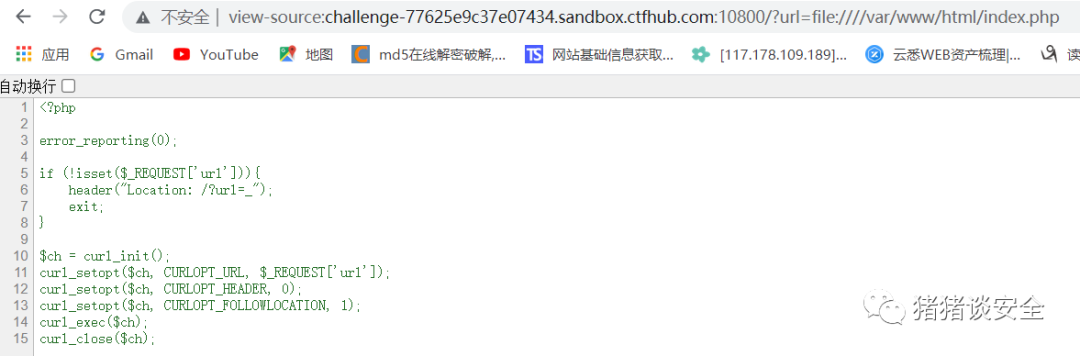 不安全 | view-source:challenge-77625e9c37e07434.sandbox.ctfhub.com:10800/?url=file:////var/www/html/index.php
应用 Gmail YouTube 地图 md5在线解密破解,... TS 网站基础信息获取... [117.178.109.189]... 云悉WEB资产梳理|... 读
自动换行
1 <?php
2
3 error_reporting(0);
4
5 if (!isset($_REQUEST['url'])){
6 header("Location: /?url=_");
7 exit;
8 }
9
10 $ch = curl_init();
11 curl_setopt($ch, CURLOPT_URL, $_REQUEST['url']);
12 curl_setopt($ch, CURLOPT_HEADER, 0);
13 curl_setopt($ch, CURLOPT_FOLLOWLOCATION, 1);
14 curl_exec($ch);
15 curl_close($ch);
猪猪谈安全